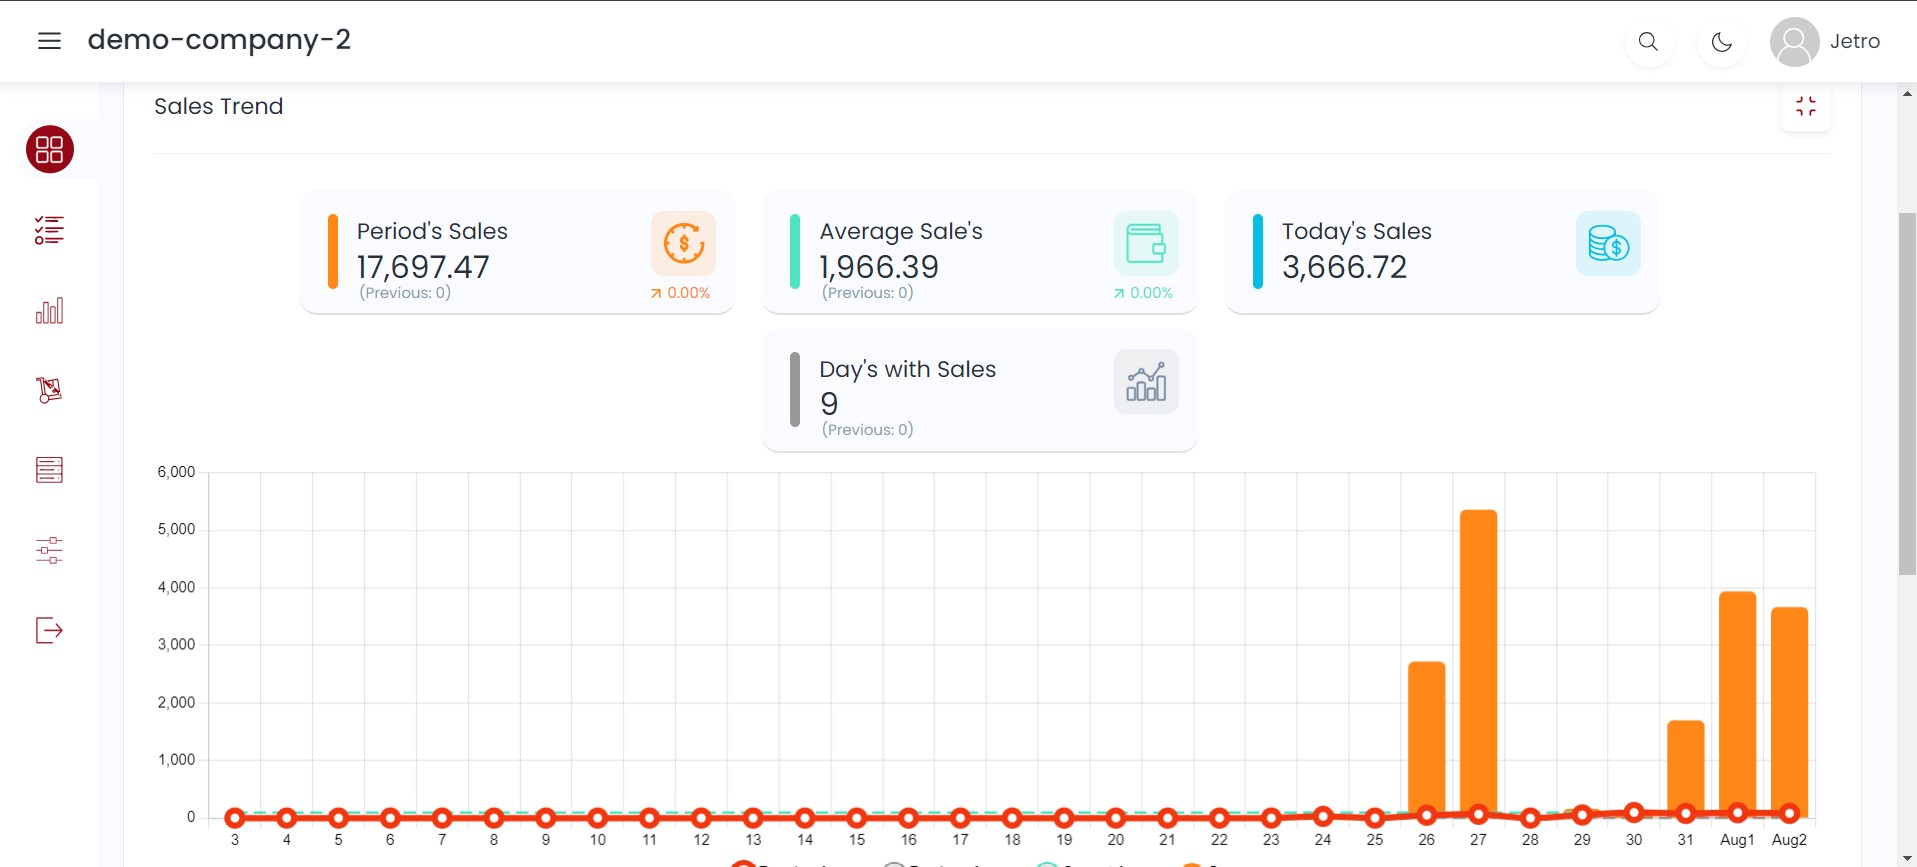 demo-company-2
Jetro
Sales Trend
Period's Sales
17,697.47
(Previous: 0)
0.00%
Average Sale's
1,966.39
(Previous: 0)
0.00%
Today's Sales
3,666.72
Day's with Sales
9
(Previous: 0)
6,000
5,000
4,000
3,000
2,000
1,000
0
3 4 5 6 7 8 9 10 11 12 13 14 15 16 17 18 19 20 21 22 23 24 25 26 27 28 29 30 31 Aug1 Aug2